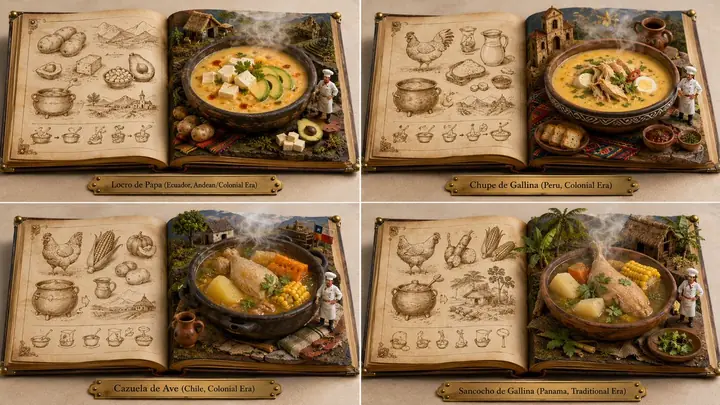 Locro de Papa (Ecuador, Andean/Colonial Era)
Chupe de Gallina (Peru, Colonial Era)
Cazuela de Ave (Chile, Colonial Era)
Sancocho de Gallina (Panama, Traditional Era)